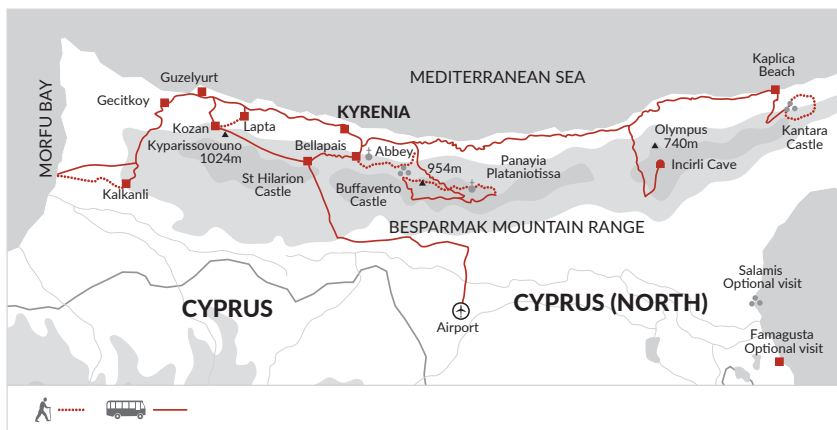 Kaplica
Beach
Guzelyurt
MEDITERRANEAN SEA
Gecitkoy
KYRENIA
MORFU BAY
Kozan
Lapta
Kantara
Castle
Kyparissovouno
1024m
Bellapais
Abbey
Olympus
740m
954m
Panayia
Plataniotissa
Incirli Cave
Kalkanli
St Hilarion
Castle
Buffavento
Castle
BESPARMAK MOUNTAIN RANGE
Salamis
Optional visit
CYPRUS
CYPRUS (NORTH)
Airport
Famagusta
Optional visit